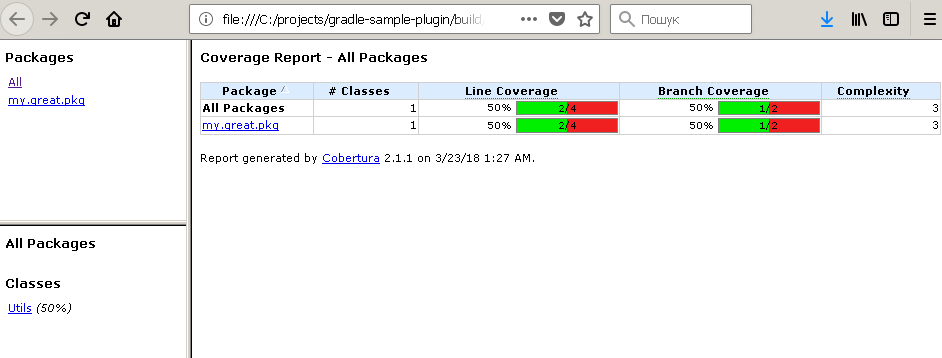 file:///C:/projects/gradle-sample-plugin/build/
Пошук
Packages
All
my.great.pkg
All Packages
Classes
Utils (50%)
Coverage Report - All Packages
Package # Classes Line Coverage Branch Coverage Complexity
All Packages 1 50% 2/4 50% 1/2 3
my.great.pkg 1 50% 2/4 50% 1/2 3
Report generated by Cobertura 2.1.1 on 3/23/18 1:27 AM.